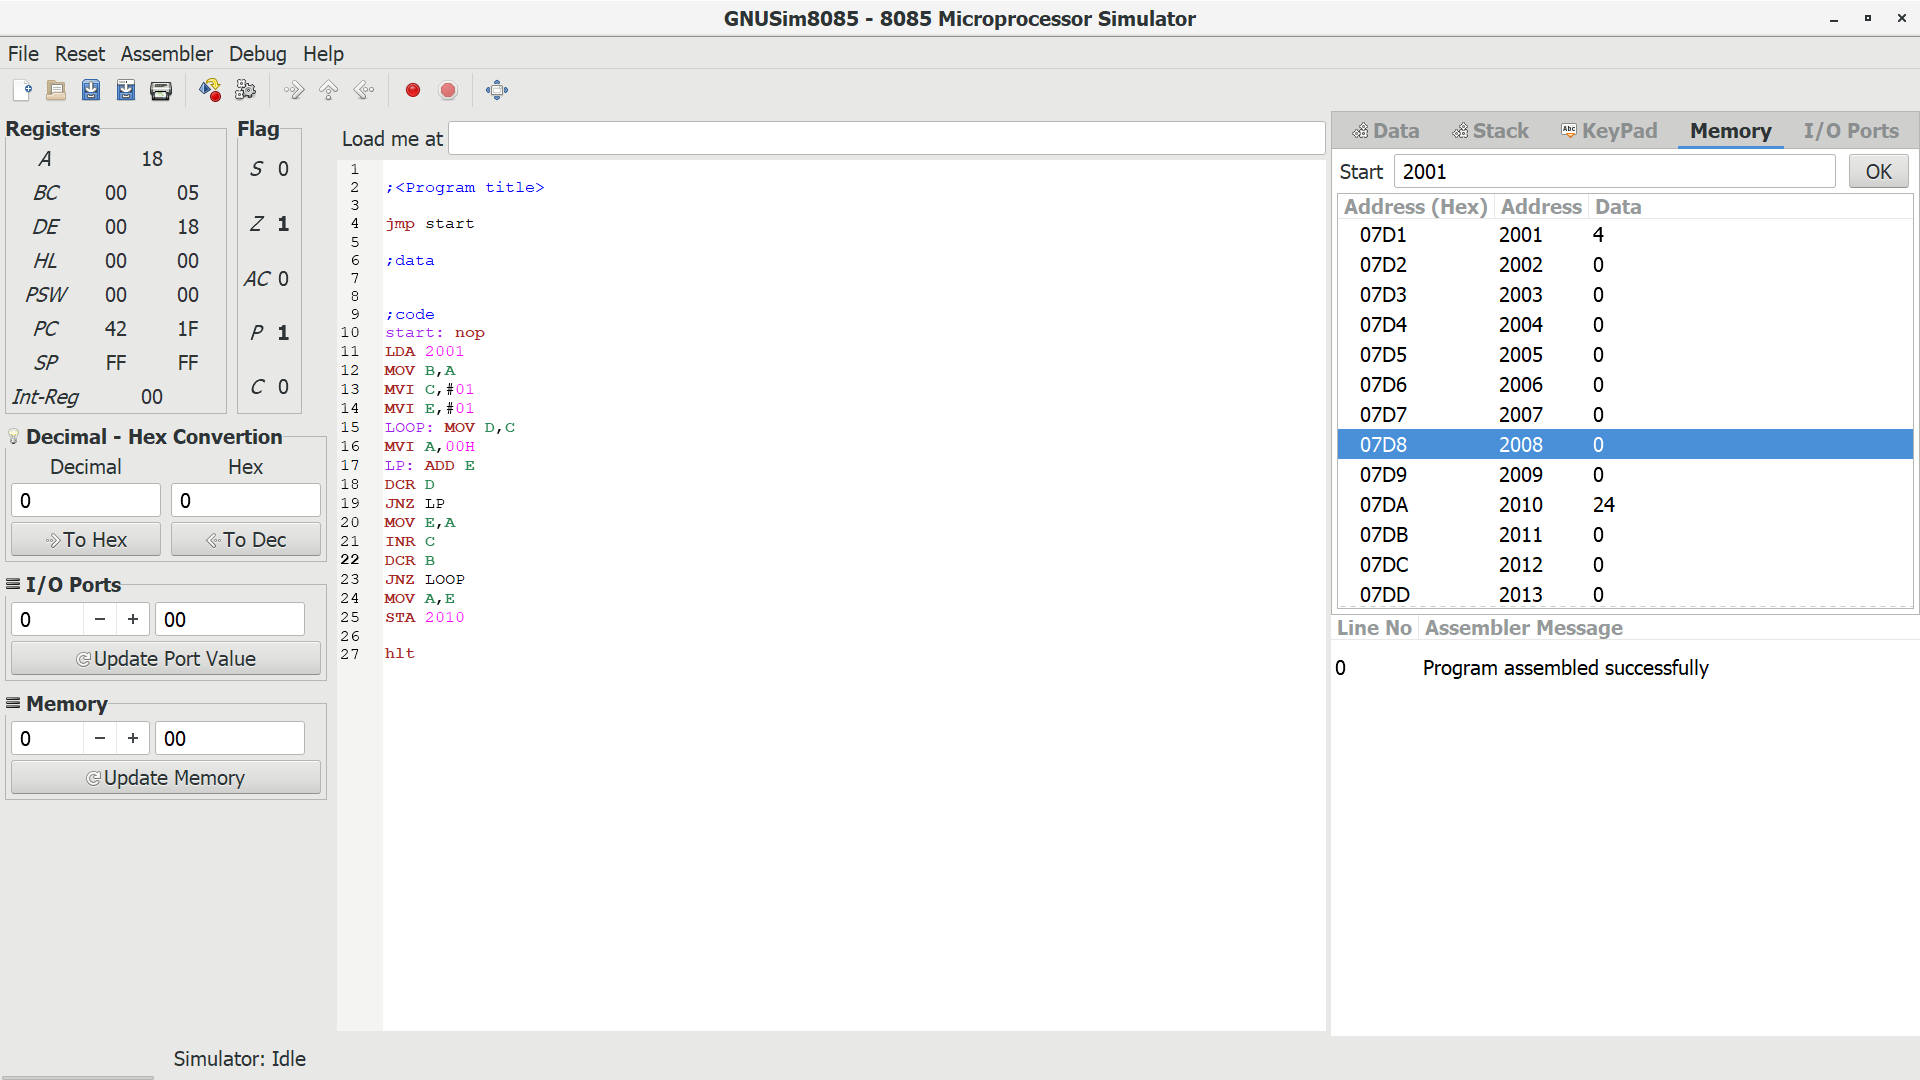 GNUSim8085 - 8085 Microprocessor Simulator
File Reset Assembler Debug Help
Registers
A 18
BC 00 05
DE 00 18
HL 00 00
PSW 00 00
PC 42 1F
SP FF FF
Int-Reg 00
Flag
S 0
Z 1
AC 0
P 1
C 0
Decimal - Hex Convertion
Decimal Hex
0 0
To Hex To Dec
I/O Ports
0 − + 00
Update Port Value
Memory
0 − + 00
Update Memory
Load me at
1
2 ;<Program title>
3
4 jmp start
5
6 ;data
7
8
9 ;code
10 start: nop
11 LDA 2001
12 MOV B,A
13 MVI C,#01
14 MVI E,#01
15 LOOP: MOV D,C
16 MVI A,00H
17 LP: ADD E
18 DCR D
19 JNZ LP
20 MOV E,A
21 INR C
22 DCR B
23 JNZ LOOP
24 MOV A,E
25 STA 2010
26
27 hlt
Data Stack Abc KeyPad Memory I/O Ports
Start 2001 OK
Address (Hex) Address Data
07D1 2001 4
07D2 2002 0
07D3 2003 0
07D4 2004 0
07D5 2005 0
07D6 2006 0
07D7 2007 0
07D8 2008 0
07D9 2009 0
07DA 2010 24
07DB 2011 0
07DC 2012 0
07DD 2013 0
Line No Assembler Message
0 Program assembled successfully
Simulator: Idle